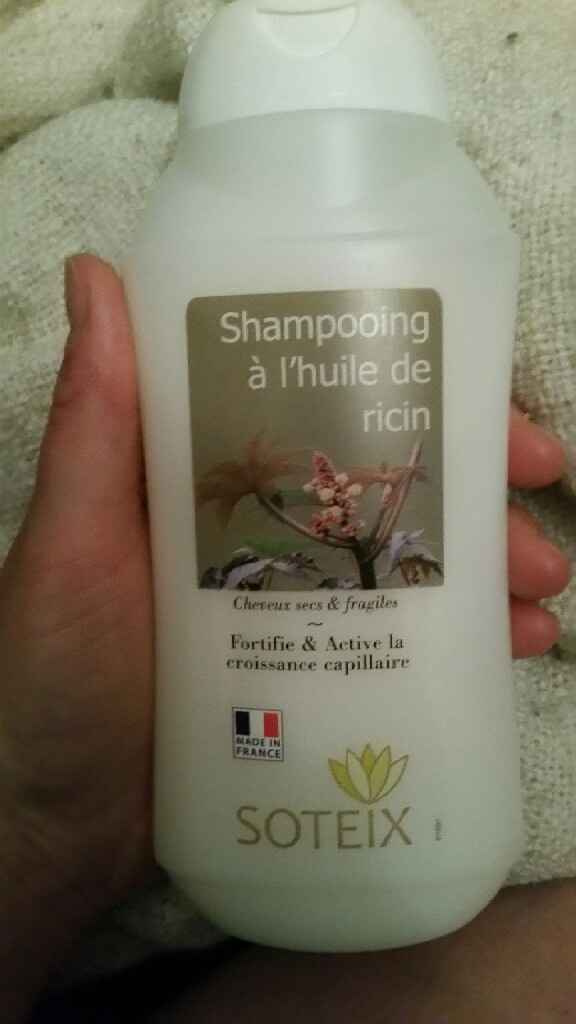 Shampooing
à l'huile de
ricin
Cheveux secs & fragiles
~
Fortifie & Active la
croissance capillaire
MADE IN
FRANCE
SOTEIX